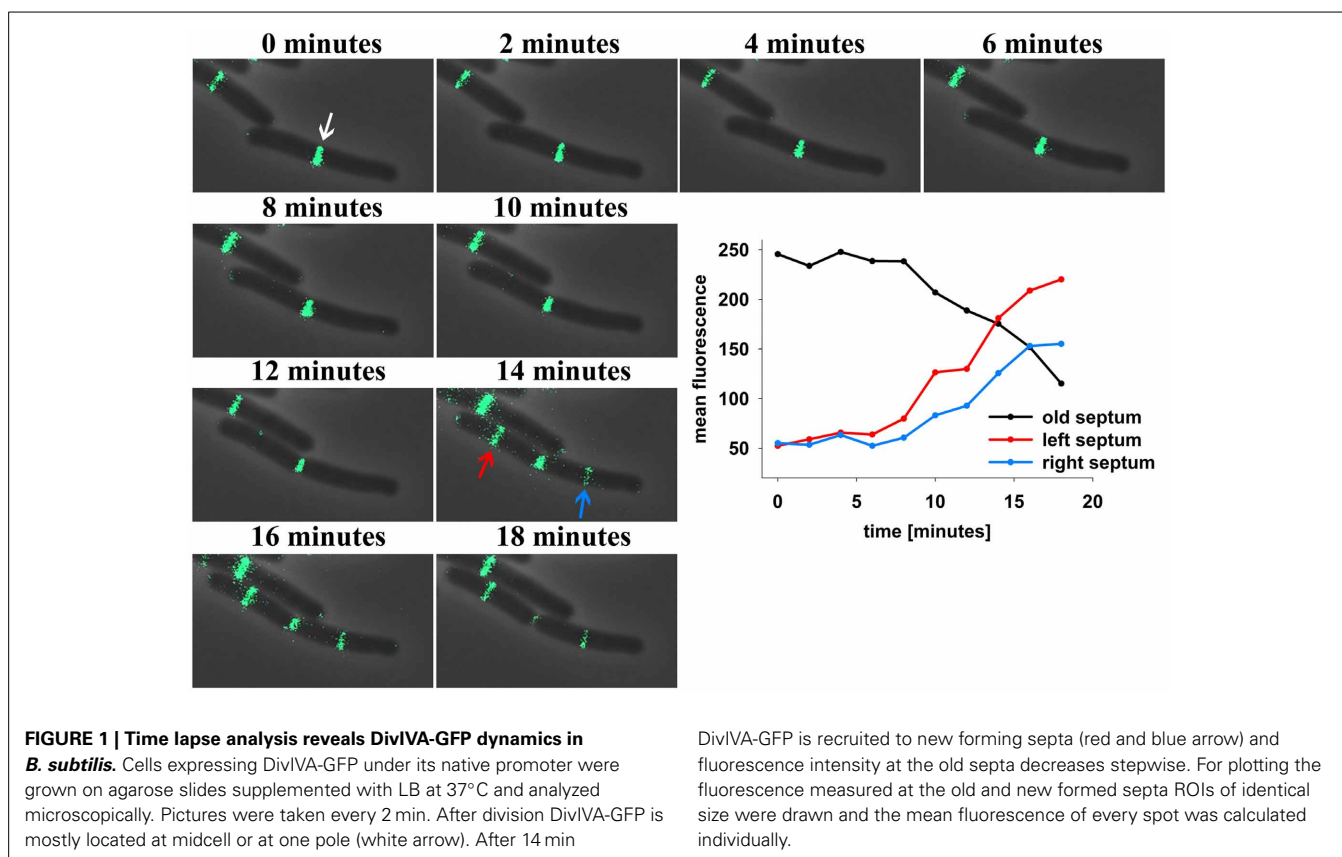 0 minutes
2 minutes
4 minutes
6 minutes
8 minutes
10 minutes
12 minutes
14 minutes
16 minutes
18 minutes
250
200
150
100
50
mean fluorescence
old septum
left septum
right septum
0
5
10
15
20
time [minutes]
FIGURE 1 | Time lapse analysis reveals DivIVA-GFP dynamics in
B. subtilis. Cells expressing DivIVA-GFP under its native promoter were
grown on agarose slides supplemented with LB at 37°C and analyzed
microscopically. Pictures were taken every 2 min. After division DivIVA-GFP is
mostly located at midcell or at one pole (white arrow). After 14 min
DivIVA-GFP is recruited to new forming septa (red and blue arrow) and
fluorescence intensity at the old septa decreases stepwise. For plotting the
fluorescence measured at the old and new formed septa ROIs of identical
size were drawn and the mean fluorescence of every spot was calculated
individually.